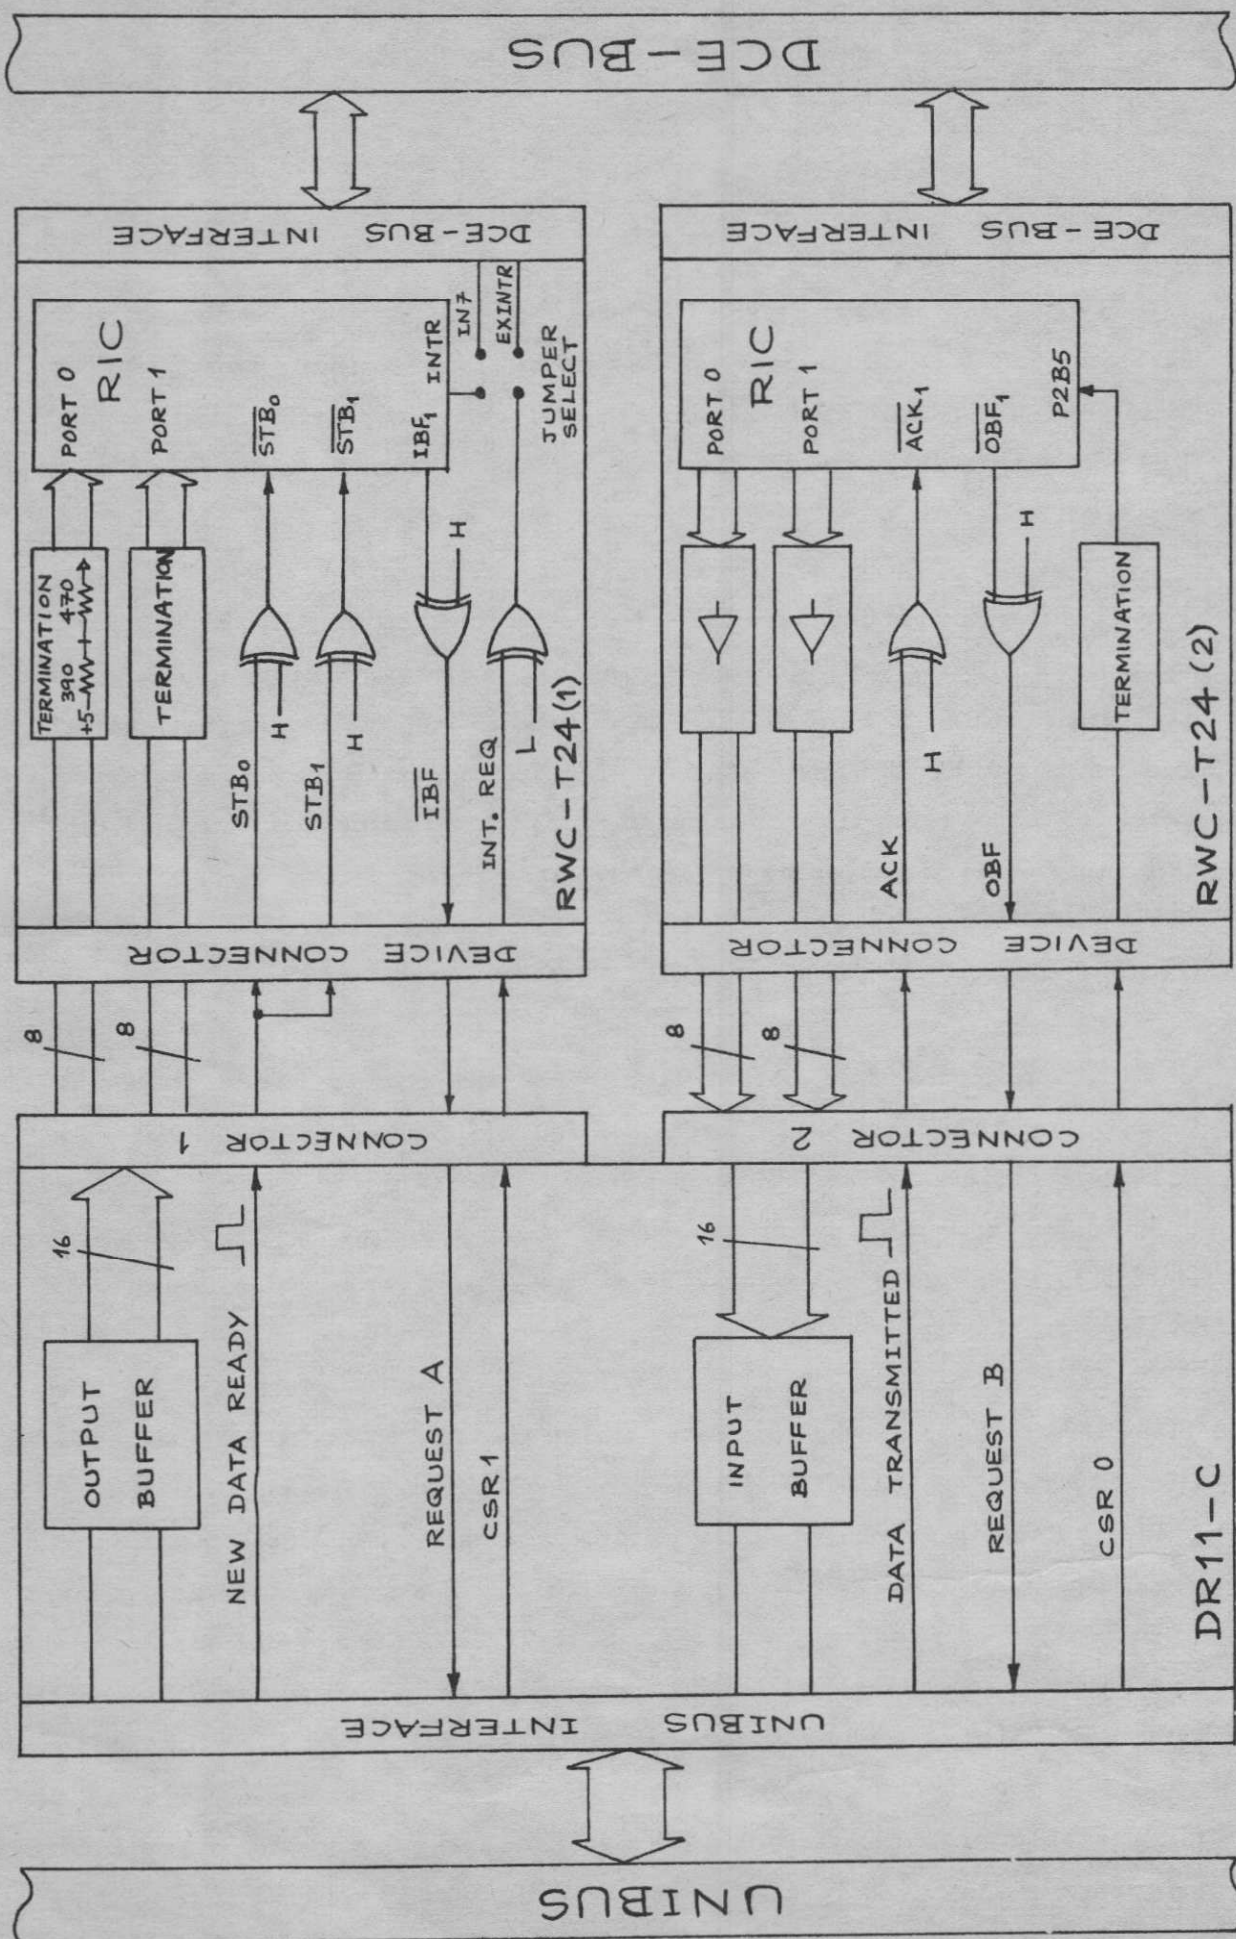 DCE-BUS
DCE-BUS INTERFACE
DCE-BUS INTERFACE
PORT 0
RIC
PORT 1
STB0
STB1
IBF1
INTR
IN7
EXINTR
JUMPER
SELECT
TERMINATION
390 470
+5
TERMINATION
H
H
H
L
STB0
STB1
IBF
INT. REQ
RWC-T24(1)
PORT 0
RIC
PORT 1
ACK1
OBF1
P2B5
H
H
TERMINATION
ACK
OBF
RWC-T24(2)
DEVICE CONNECTOR
DEVICE CONNECTOR
8
8
8
8
CONNECTOR 1
CONNECTOR 2
16
OUTPUT
BUFFER
NEW DATA READY
REQUEST A
CSR1
16
INPUT
BUFFER
DATA TRANSMITTED
REQUEST B
CSR 0
DR11-C
UNIBUS INTERFACE
UNIBUS